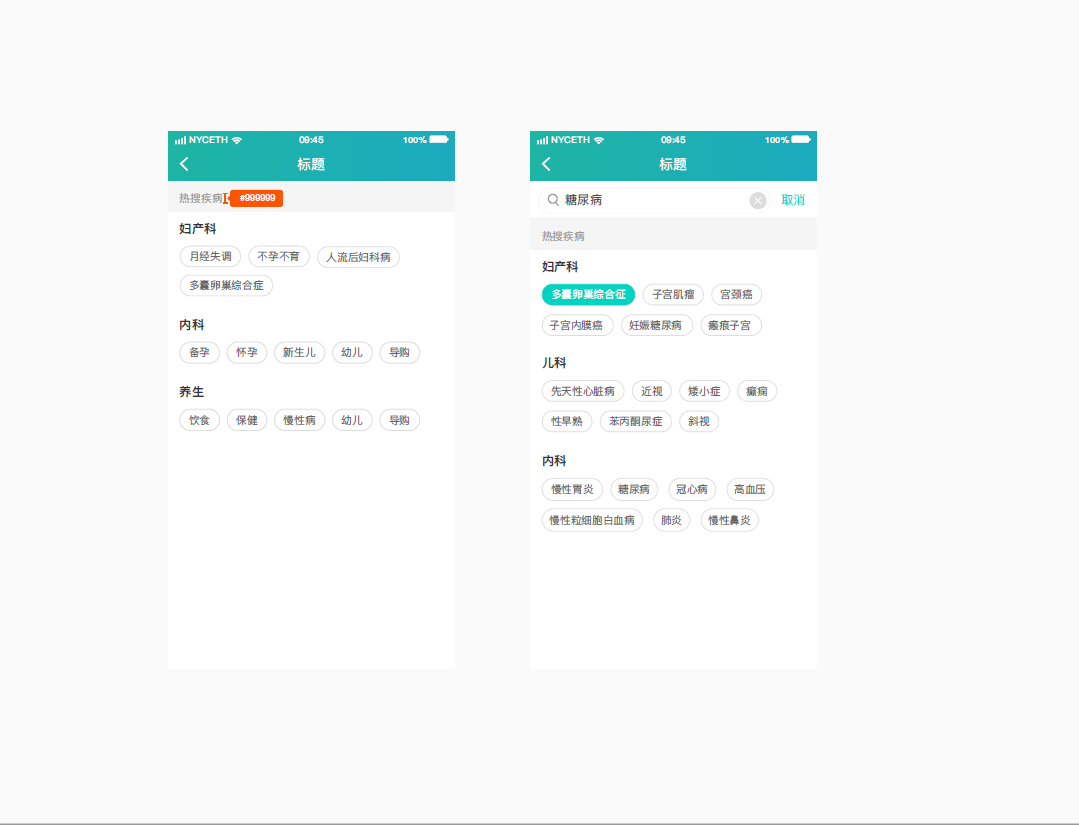 NYCETH 09:45 100%
标题
热搜疾病 #999999
妇产科
月经失调 不孕不育 人流后妇科病
多囊卵巢综合症
内科
备孕 怀孕 新生儿 幼儿 导购
养生
饮食 保健 慢性病 幼儿 导购
NYCETH 09:45 100%
标题
糖尿病 取消
热搜疾病
妇产科
多囊卵巢综合征 子宫肌瘤 宫颈癌
子宫内膜癌 妊娠糖尿病 瘢痕子宫
儿科
先天性心脏病 近视 矮小症 癫痫
性早熟 苯丙酮尿症 斜视
内科
慢性胃炎 糖尿病 冠心病 高血压
慢性粒细胞白血病 肺炎 慢性鼻炎